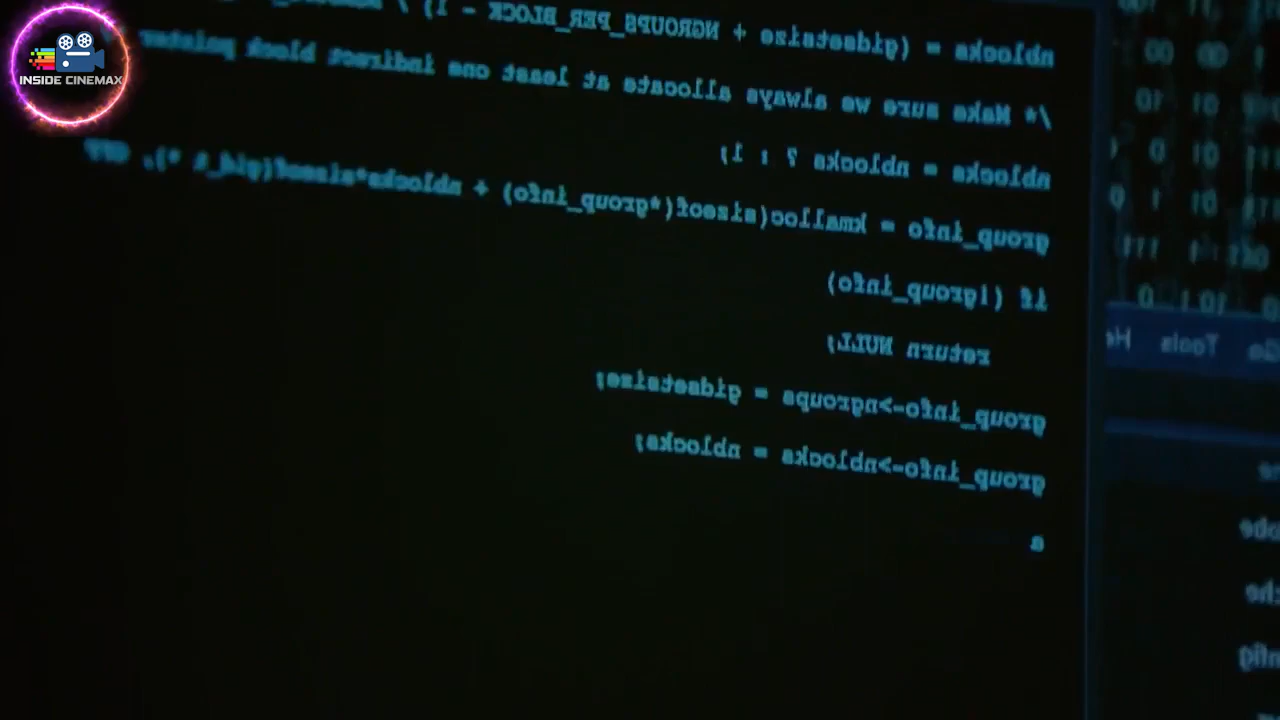 INSIDE CINEMAX
nblocks = (gidsetsize + NGROUPS_PER_BLOCK - 1) /
/* Make sure we always allocate at least one indirect block pointer
nblocks = nblocks ? : 1;
group_info = kmalloc(sizeof(*group_info) + nblocks*sizeof(gid_t *), GFP
if (!group_info)
return NULL;
group_info->ngroups = gidsetsize;
group_info->nblocks = nblocks;
a
Tools